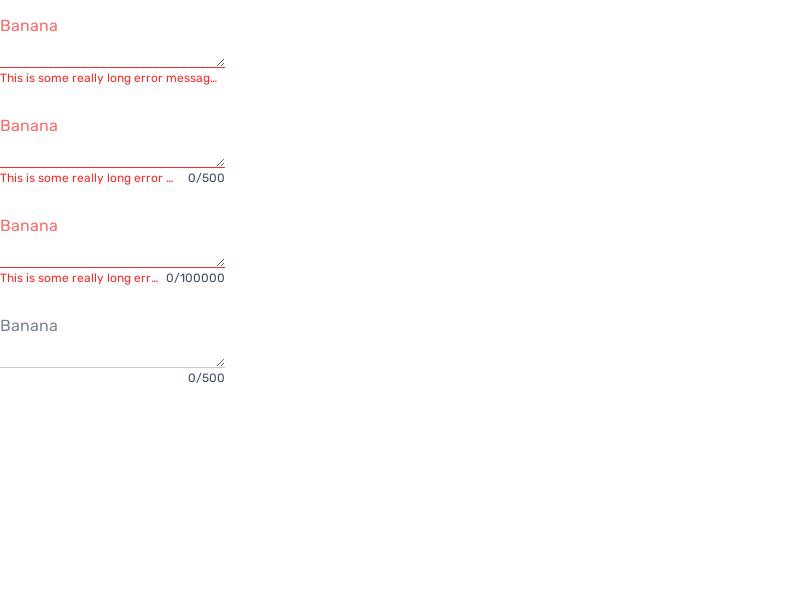 Banana
This is some really long error messag…
Banana
This is some really long error … 0/500
Banana
This is some really long err… 0/100000
Banana
0/500